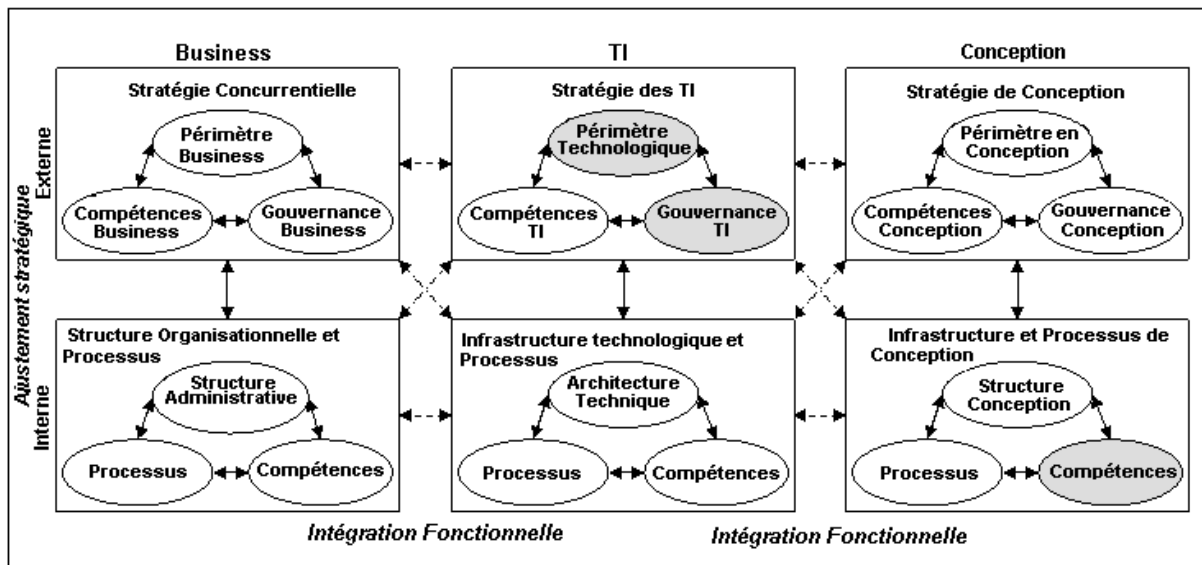 Business
TI
Conception
Ajustement stratégique
Externe
Interne
Stratégie Concurrentielle
Périmètre
Business
Compétences
Business
Gouvernance
Business
Stratégie des TI
Périmètre
Technologique
Compétences
TI
Gouvernance
TI
Stratégie de Conception
Périmètre en
Conception
Compétences
Conception
Gouvernance
Conception
Structure Organisationnelle et
Processus
Structure
Administrative
Processus
Compétences
Infrastructure technologique et
Processus
Architecture
Technique
Processus
Compétences
Infrastructure et Processus de
Conception
Structure
Conception
Processus
Compétences
Intégration Fonctionnelle
Intégration Fonctionnelle